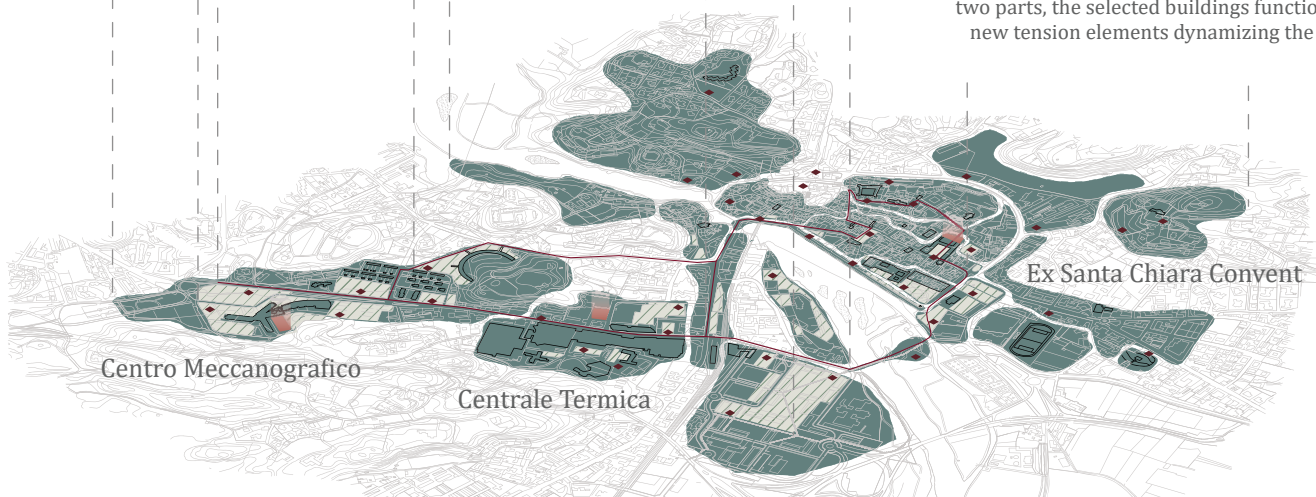 two parts, the selected buildings functio
new tension elements dynamizing the
Ex Santa Chiara Convent
Centro Meccanografico
Centrale Termica